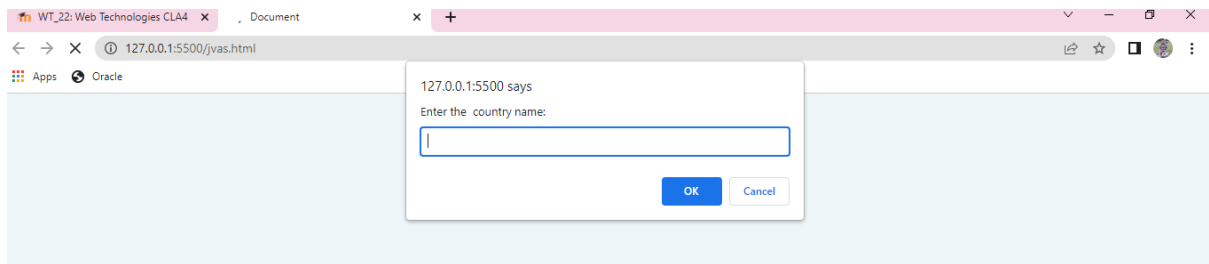 WT_22: Web Technologies CLA4
Document
127.0.0.1:5500/jvas.html
Apps
Oracle
127.0.0.1:5500 says
Enter the  country name:
OK
Cancel